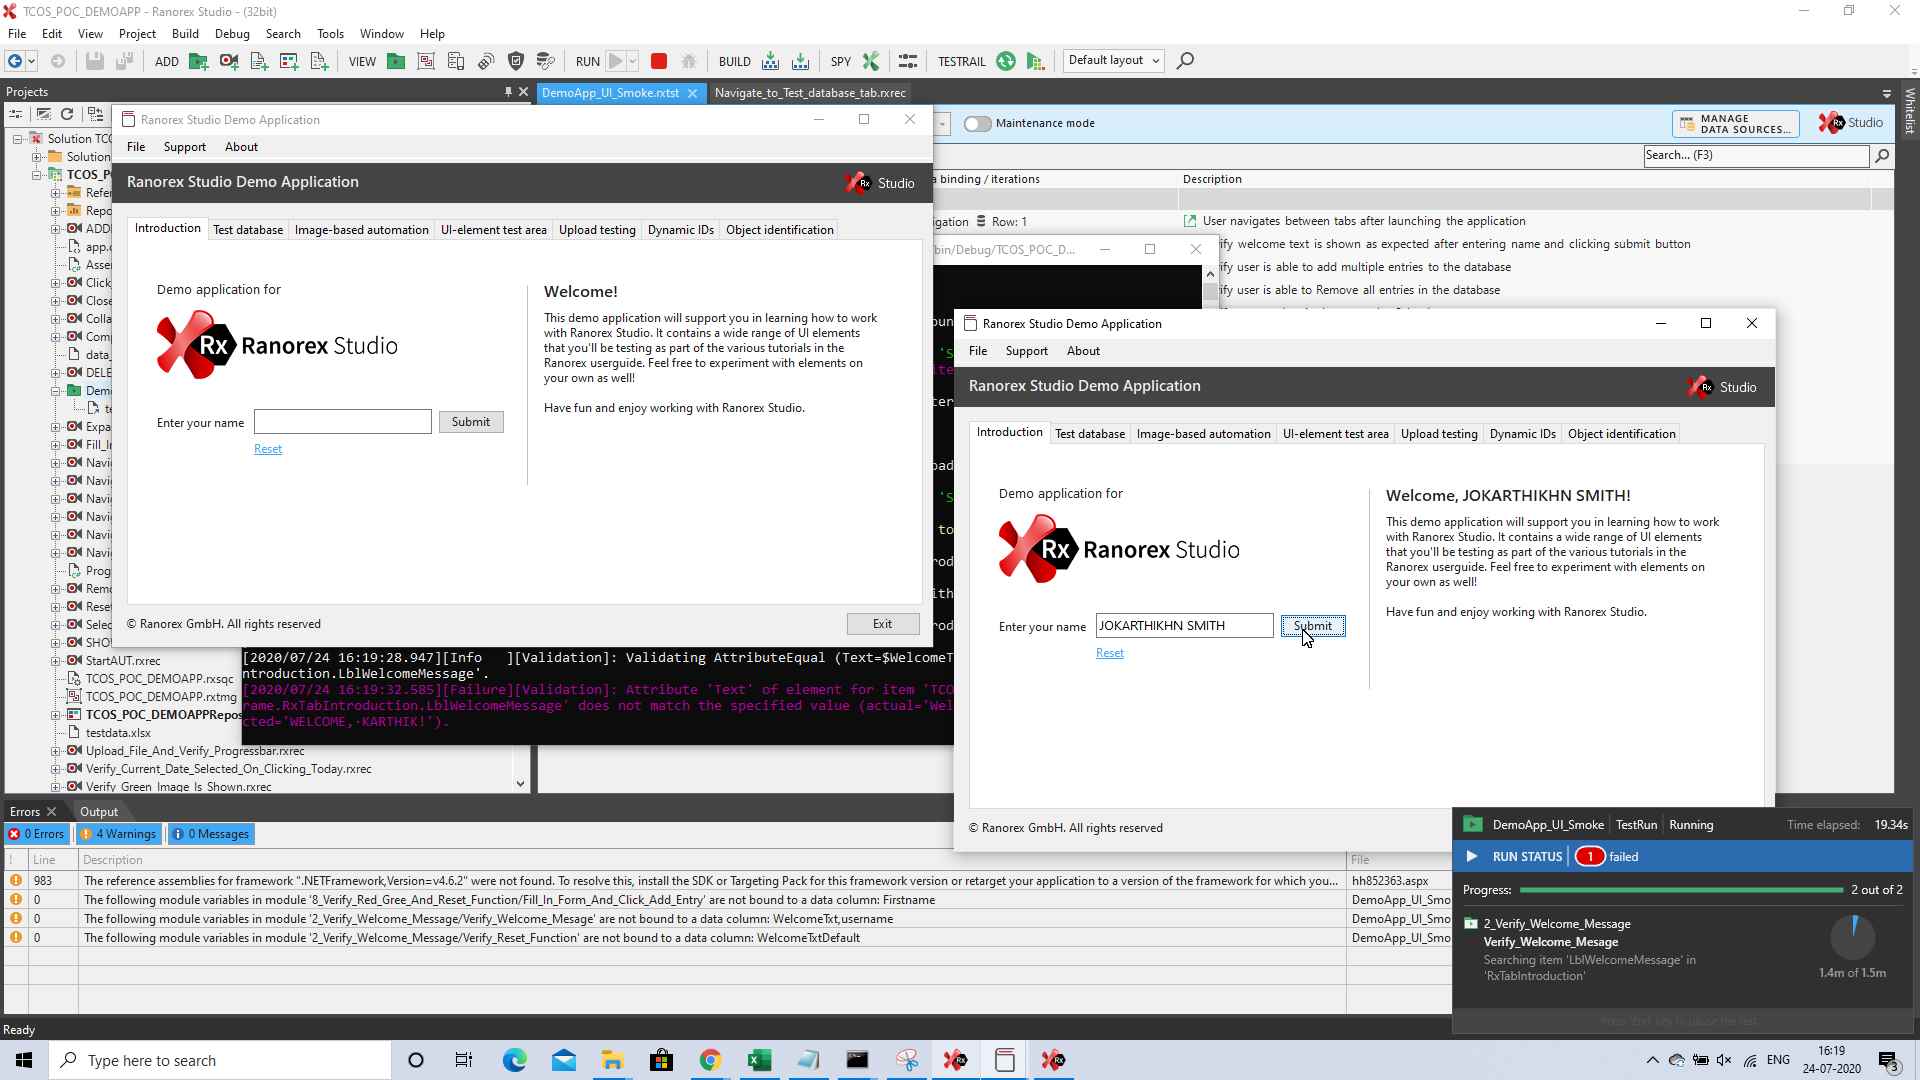 TCOS_POC_DEMOAPP - Ranorex Studio - (32bit)
File Edit View Project Build Debug Search Tools Window Help
ADD VIEW RUN BUILD SPY TESTRAIL Default layout
Projects
DemoApp_UI_Smoke.rxtst Navigate_to_Test_database_tab.rxrec
Whitelist
Maintenance mode
MANAGE
DATA SOURCES...
Rx Studio
Search... (F3)
a binding / iterations Description
Row: 1 User navigates between tabs after launching the application
ify welcome text is shown as expected after entering name and clicking submit button
ify user is able to add multiple entries to the database
ify user is able to Remove all entries in the database
Solution TCO
Solution
TCOS_P
Refer
Repo
ADD
app.c
Asse
Click
Close
Colla
Comp
data_
DELE
Dem
te
Expa
Fill_I
Navi
Navi
Navi
Navi
Navi
Navi
Prog
Remo
Reset
Selec
SHO
StartAUT.rxrec
TCOS_POC_DEMOAPP.rxsqc
TCOS_POC_DEMOAPP.rxtmg
TCOS_POC_DEMOAPPRepos
testdata.xlsx
Upload_File_And_Verify_Progressbar.rxrec
Verify_Current_Date_Selected_On_Clicking_Today.rxrec
Verify_Green_Image_Is_Shown.rxrec
Ranorex Studio Demo Application
File Support About
Ranorex Studio Demo Application
Rx Studio
Introduction Test database Image-based automation UI-element test area Upload testing Dynamic IDs Object identification
Demo application for
Rx Ranorex Studio
Enter your name Submit
Reset
Welcome!
This demo application will support you in learning how to work
with Ranorex Studio. It contains a wide range of UI elements
that you'll be testing as part of the various tutorials in the
Ranorex userguide. Feel free to experiment with elements on
your own as well!
Have fun and enjoy working with Ranorex Studio.
© Ranorex GmbH. All rights reserved Exit
bin/Debug/TCOS_POC_D...
[2020/07/24 16:19:28.947][Info ][Validation]: Validating AttributeEqual (Text=$WelcomeT
ntroduction.LblWelcomeMessage'.
[2020/07/24 16:19:32.585][Failure][Validation]: Attribute 'Text' of element for item 'TCO
rame.RxTabIntroduction.LblWelcomeMessage' does not match the specified value (actual='Wel
cted='WELCOME,·KARTHIK!').
Ranorex Studio Demo Application
File Support About
Ranorex Studio Demo Application
Rx Studio
Introduction Test database Image-based automation UI-element test area Upload testing Dynamic IDs Object identification
Demo application for
Rx Ranorex Studio
Enter your name JOKARTHIKHN SMITH Submit
Reset
Welcome, JOKARTHIKHN SMITH!
This demo application will support you in learning how to work
with Ranorex Studio. It contains a wide range of UI elements
that you'll be testing as part of the various tutorials in the
Ranorex userguide. Feel free to experiment with elements on
your own as well!
Have fun and enjoy working with Ranorex Studio.
© Ranorex GmbH. All rights reserved
Errors Output
0 Errors 4 Warnings 0 Messages
! Line Description File
983 The reference assemblies for framework ".NETFramework,Version=v4.6.2" were not found. To resolve this, install the SDK or Targeting Pack for this framework version or retarget your application to a version of the framework for which you... hh852363.aspx
0 The following module variables in module '8_Verify_Red_Gree_And_Reset_Function/Fill_In_Form_And_Click_Add_Entry' are not bound to a data column: Firstname DemoApp_UI_Smo
0 The following module variables in module '2_Verify_Welcome_Message/Verify_Welcome_Mesage' are not bound to a data column: WelcomeTxt,username DemoApp_UI_Smo
0 The following module variables in module '2_Verify_Welcome_Message/Verify_Reset_Function' are not bound to a data column: WelcomeTxtDefault DemoApp_UI_Smo
DemoApp_UI_Smoke TestRun Running Time elapsed: 19.34s
RUN STATUS 1 failed
Progress: 2 out of 2
2_Verify_Welcome_Message
Verify_Welcome_Mesage
Searching item 'LblWelcomeMessage' in
'RxTabIntroduction'
1.4m of 1.5m
Ready
Type here to search
ENG
16:19
24-07-2020
3